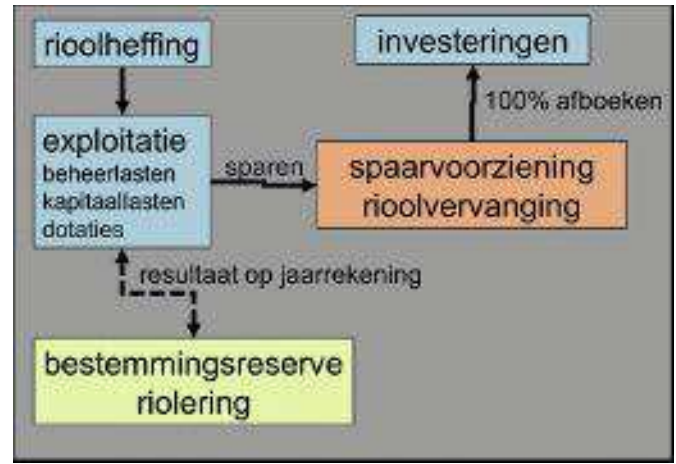 rioolheffing
investeringen
100% afboeken
exploitatie
beheerlasten
kapitaallasten
dotaties
sparen
spaarvoorziening
rioolvervanging
resultaat op jaarrekening
bestemmingsreserve
riolering